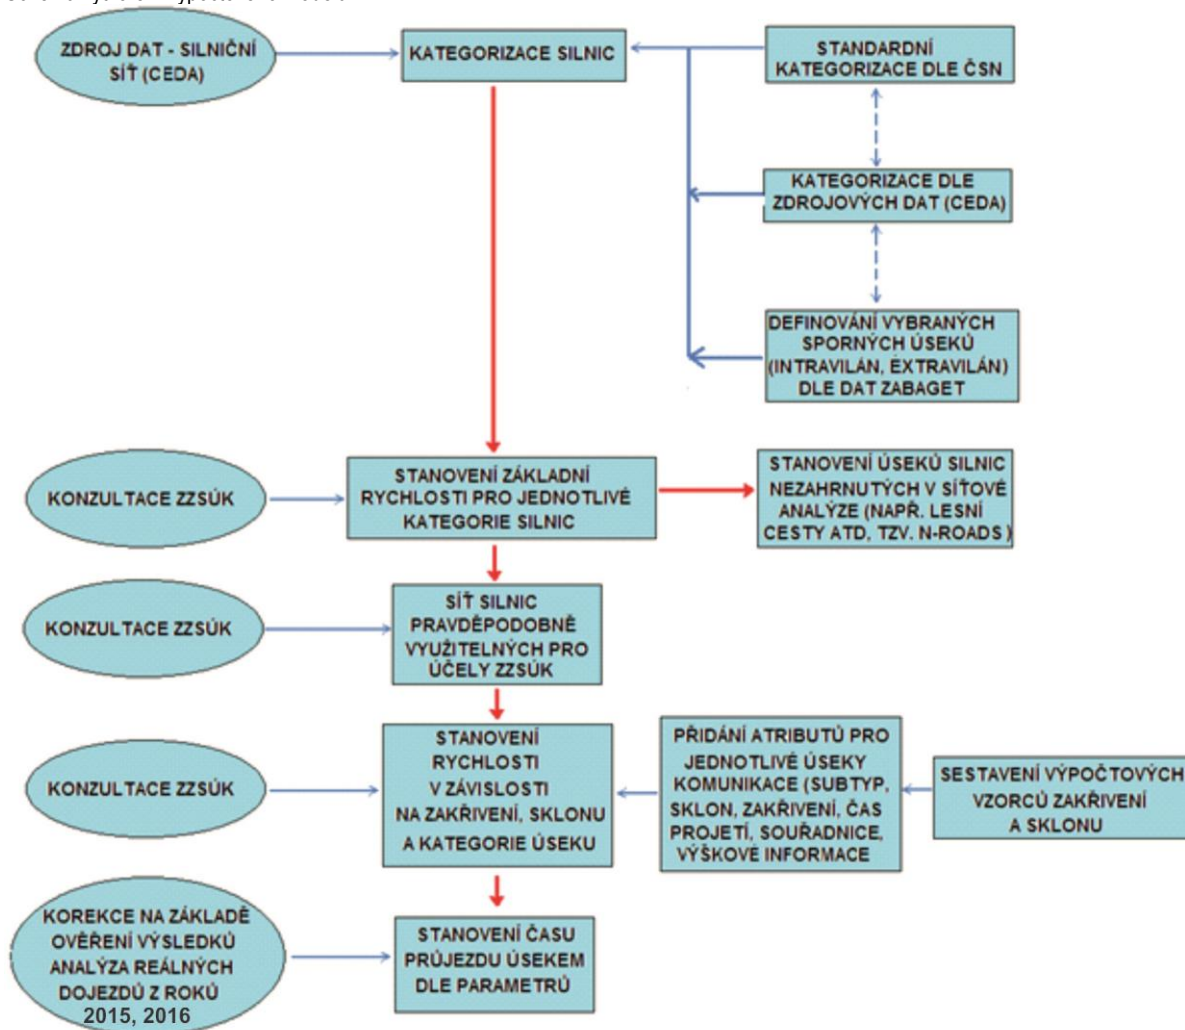 ZDROJ DAT - SILNIČNÍ
SÍŤ (CEDA)
KATEGORIZACE SILNIC
STANDARDNÍ
KATEGORIZACE DLE ČSN
KATEGORIZACE DLE
ZDROJOVÝCH DAT (CEDA)
DEFINOVÁNÍ VYBRANÝCH
SPORNÝCH ÚSEKŮ
(INTRAVILÁN, EXTRAVILÁN)
DLE DAT ZABAGET
KONZULTACE ZZSÚK
STANOVENÍ ZÁKLADNÍ
RYCHLOSTI PRO JEDNOTLIVÉ
KATEGORIE SILNIC
STANOVENÍ ÚSEKŮ SILNIC
NEZAHRNUTÝCH V SÍŤOVÉ
ANALÝZE (NAPŘ. LESNÍ
CESTY ATD, TZV. N-ROADS)
KONZULTACE ZZSÚK
SÍŤ SILNIC
PRAVDĚPODOBNĚ
VYUŽITELNÝCH PRO
ÚČELY ZZSÚK
KONZULTACE ZZSÚK
STANOVENÍ
RYCHLOSTI
V ZÁVISLOSTI
NA ZAKŘIVENÍ, SKLONU
A KATEGORIE ÚSEKU
PŘIDÁNÍ ATRIBUTŮ PRO
JEDNOTLIVÉ ÚSEKY
KOMUNIKACE (SUBTYP,
SKLON, ZAKŘIVENÍ, ČAS
PROJETÍ, SOUŘADNICE,
VÝŠKOVÉ INFORMACE
SESTAVENÍ VÝPOČTOVÝCH
VZORCŮ ZAKŘIVENÍ
A SKLONU
KOREKCE NA ZÁKLADĚ
OVĚŘENÍ VÝSLEDKŮ
ANALÝZA REÁLNÝCH
DOJEZDŮ Z ROKŮ
2015, 2016
STANOVENÍ ČASU
PRŮJEZDU ÚSEKEM
DLE PARAMETRŮ